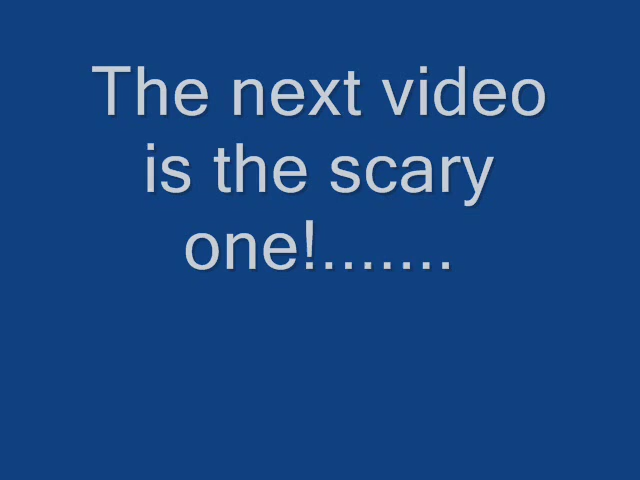 The next video
is the scary
one!.......